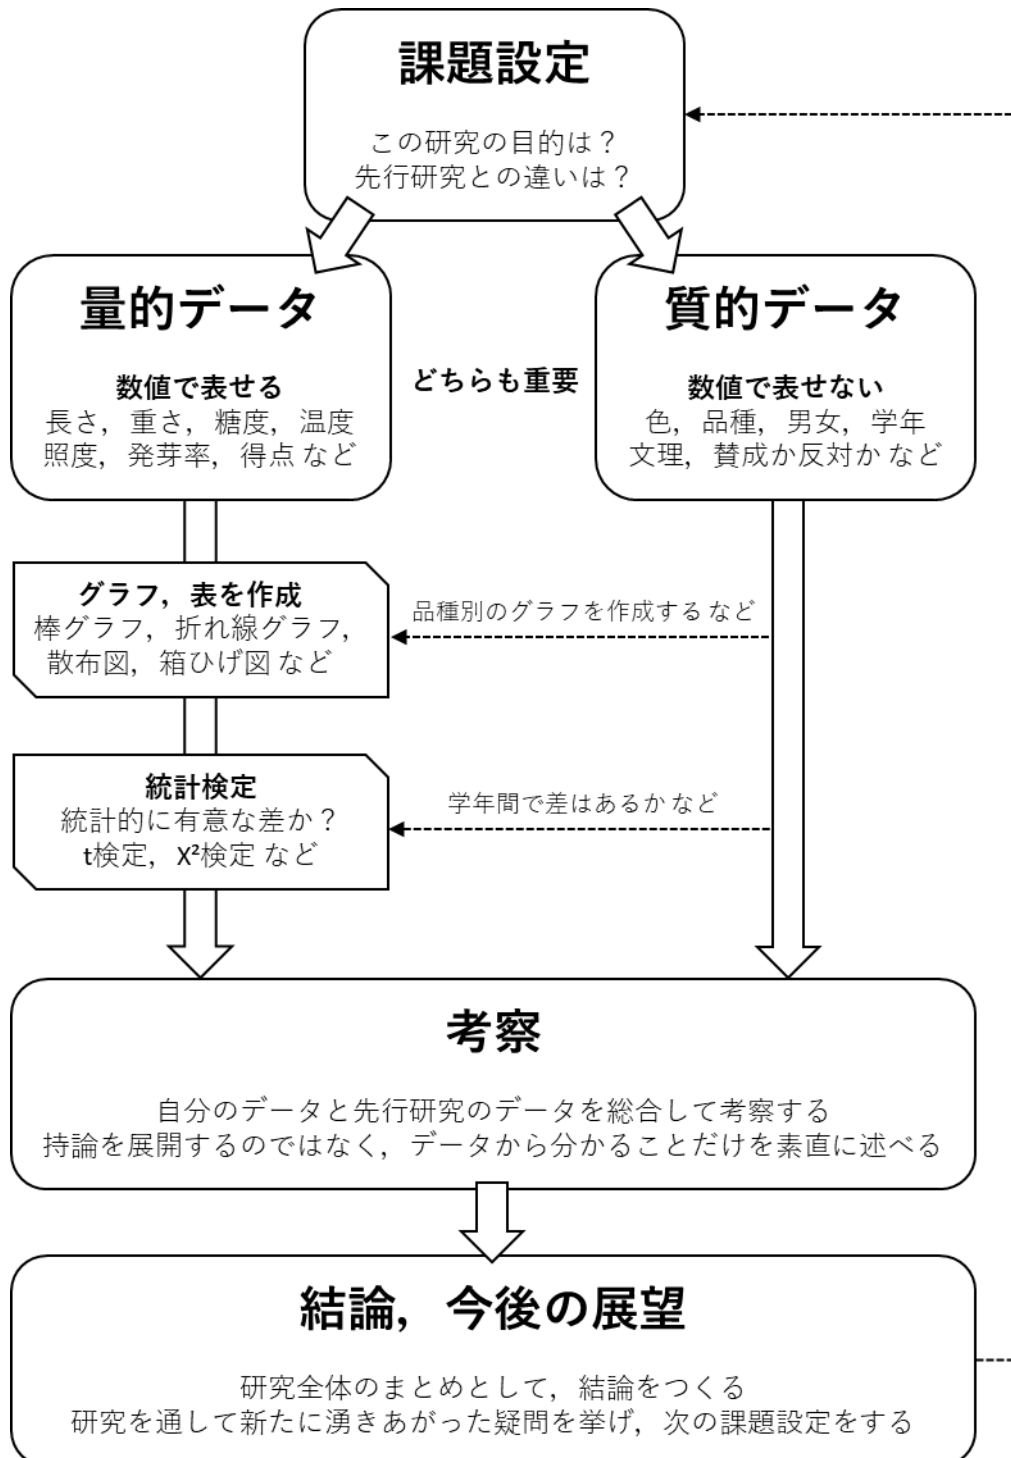 課題設定
この研究の目的は？
先行研究との違いは？
量的データ
数値で表せる
長さ，重さ，糖度，温度
照度，発芽率，得点 など
どちらも重要
質的データ
数値で表せない
色，品種，男女，学年
文理，賛成か反対か など
グラフ，表を作成
棒グラフ，折れ線グラフ，
散布図，箱ひげ図 など
品種別のグラフを作成する など
統計検定
統計的に有意な差か？
t検定，X²検定 など
学年間で差はあるか など
考察
自分のデータと先行研究のデータを総合して考察する
持論を展開するのではなく，データから分かることだけを素直に述べる
結論，今後の展望
研究全体のまとめとして，結論をつくる
研究を通して新たに湧きあがった疑問を挙げ，次の課題設定をする